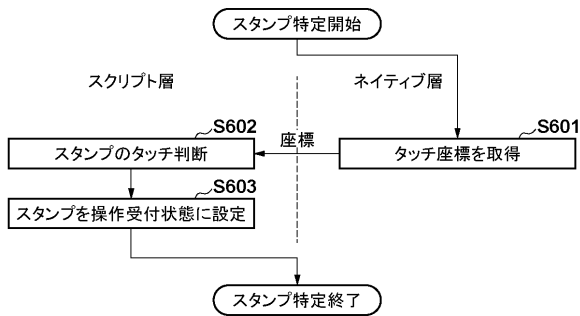 スタンプ特定開始
スクリプト層
ネイティブ層
S602
S601
スタンプのタッチ判断
座標
タッチ座標を取得
S603
スタンプを操作受付状態に設定
スタンプ特定終了